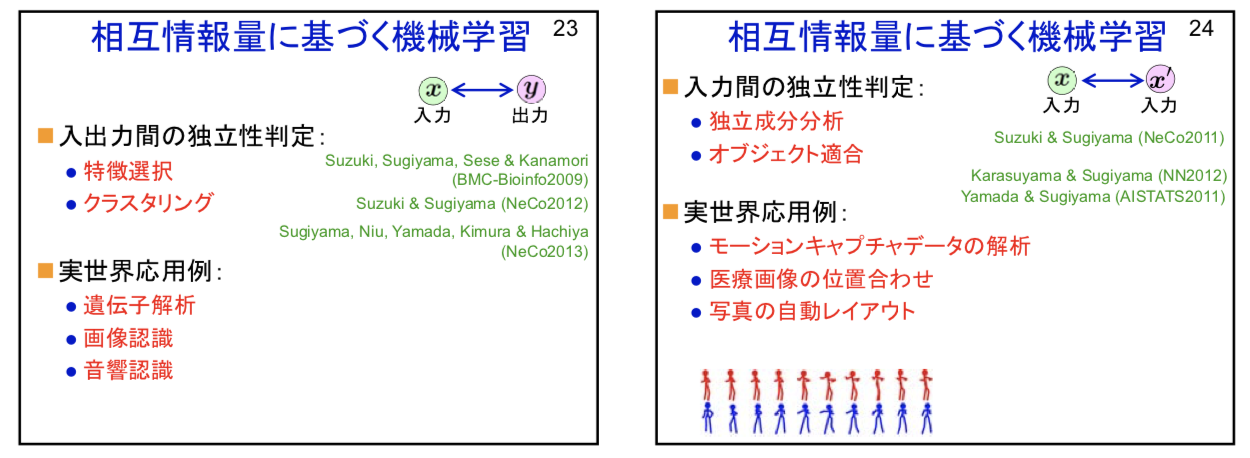 相互情報量に基づく機械学習 23
x y
入力 出力
■入出力間の独立性判定：
●特徴選択
Suzuki, Sugiyama, Sese & Kanamori
(BMC-Bioinfo2009)
●クラスタリング
Suzuki & Sugiyama (NeCo2012)
Sugiyama, Niu, Yamada, Kimura & Hachiya
(NeCo2013)
■実世界応用例：
●遺伝子解析
●画像認識
●音響認識
相互情報量に基づく機械学習 24
x x′
入力 入力
■入力間の独立性判定：
●独立成分分析
Suzuki & Sugiyama (NeCo2011)
●オブジェクト適合
Karasuyama & Sugiyama (NN2012)
Yamada & Sugiyama (AISTATS2011)
■実世界応用例：
●モーションキャプチャデータの解析
●医療画像の位置合わせ
●写真の自動レイアウト